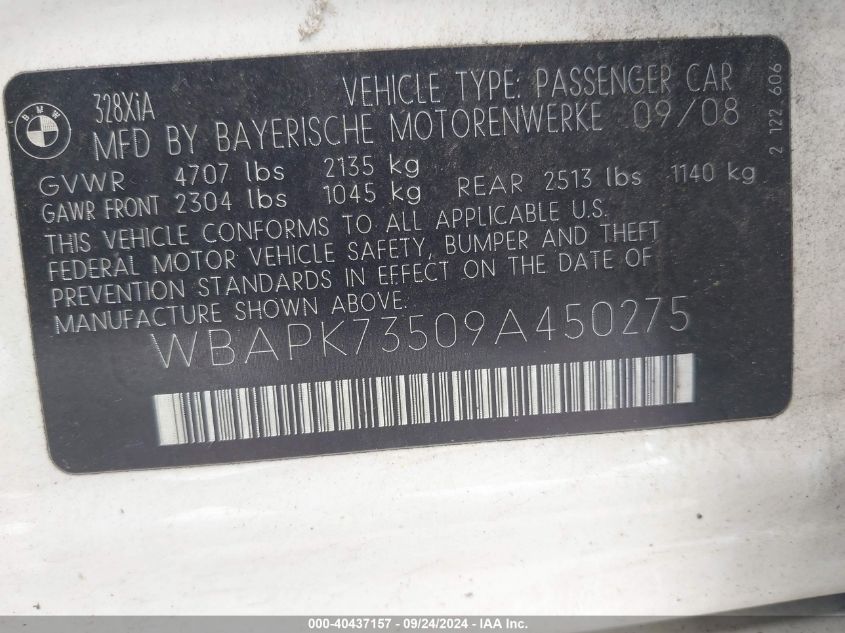 BMW
328XiA
VEHICLE TYPE: PASSENGER CAR
MFD BY BAYERISCHE MOTORENWERKE 09/08
GVWR 4707 lbs 2135 kg
GAWR FRONT 2304 lbs 1045 kg REAR 2513 lbs 1140 kg
THIS VEHICLE CONFORMS TO ALL APPLICABLE U.S.
FEDERAL MOTOR VEHICLE SAFETY, BUMPER AND THEFT
PREVENTION STANDARDS IN EFFECT ON THE DATE OF
MANUFACTURE SHOWN ABOVE.
WBAPK73509A450275
2 122 606
000-40437157 - 09/24/2024 - IAA Inc.